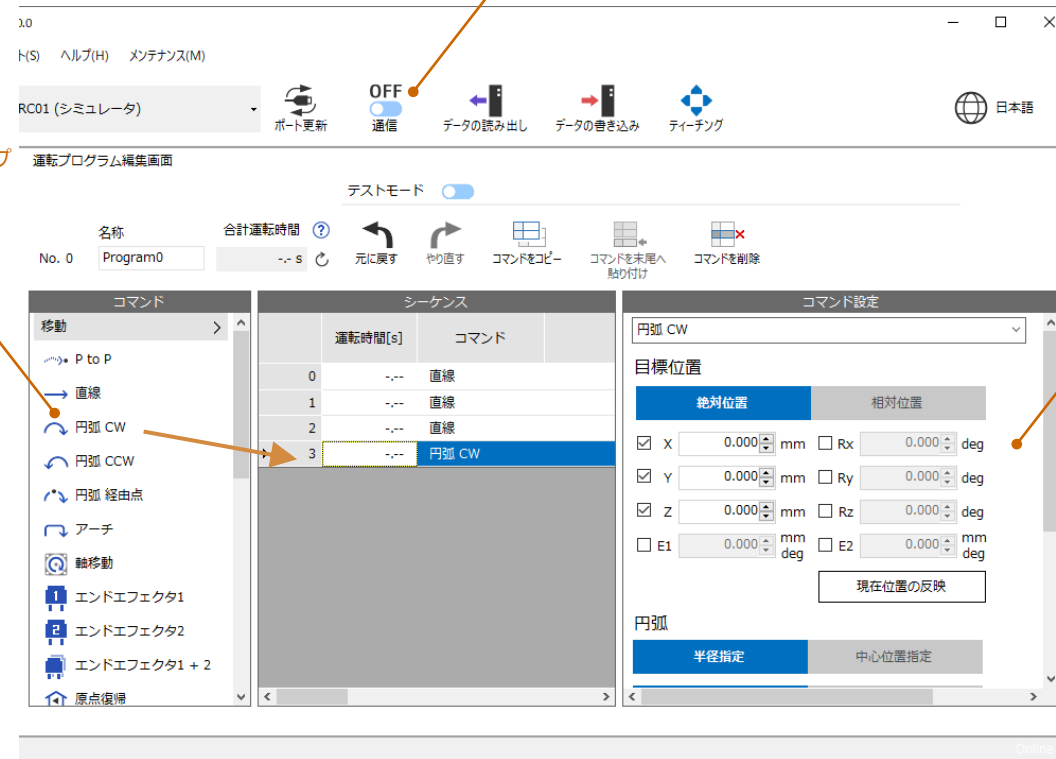 0.0
ト(S) ヘルプ(H) メンテナンス(M)
RC01 (シミュレータ)
ポート更新
OFF
通信
データの読み出し
データの書き込み
ティーチング
日本語
プ
運転プログラム編集画面
テストモード
No. 0
名称
Program0
合計運転時間 ?
-.- s
元に戻す
やり直す
コマンドをコピー
コマンドを末尾へ
貼り付け
コマンドを削除
コマンド
移動
P to P
直線
円弧 CW
円弧 CCW
円弧 経由点
アーチ
軸移動
1 エンドエフェクタ1
2 エンドエフェクタ2
エンドエフェクタ1 + 2
原点復帰
シーケンス
運転時間[s] コマンド
0 -.-- 直線
1 -.-- 直線
2 -.-- 直線
3 -.-- 円弧 CW
コマンド設定
円弧 CW
目標位置
絶対位置 相対位置
X 0.000 mm Rx 0.000 deg
Y 0.000 mm Ry 0.000 deg
Z 0.000 mm Rz 0.000 deg
E1 0.000 mm deg E2 0.000 mm deg
現在位置の反映
円弧
半径指定 中心位置指定
Online